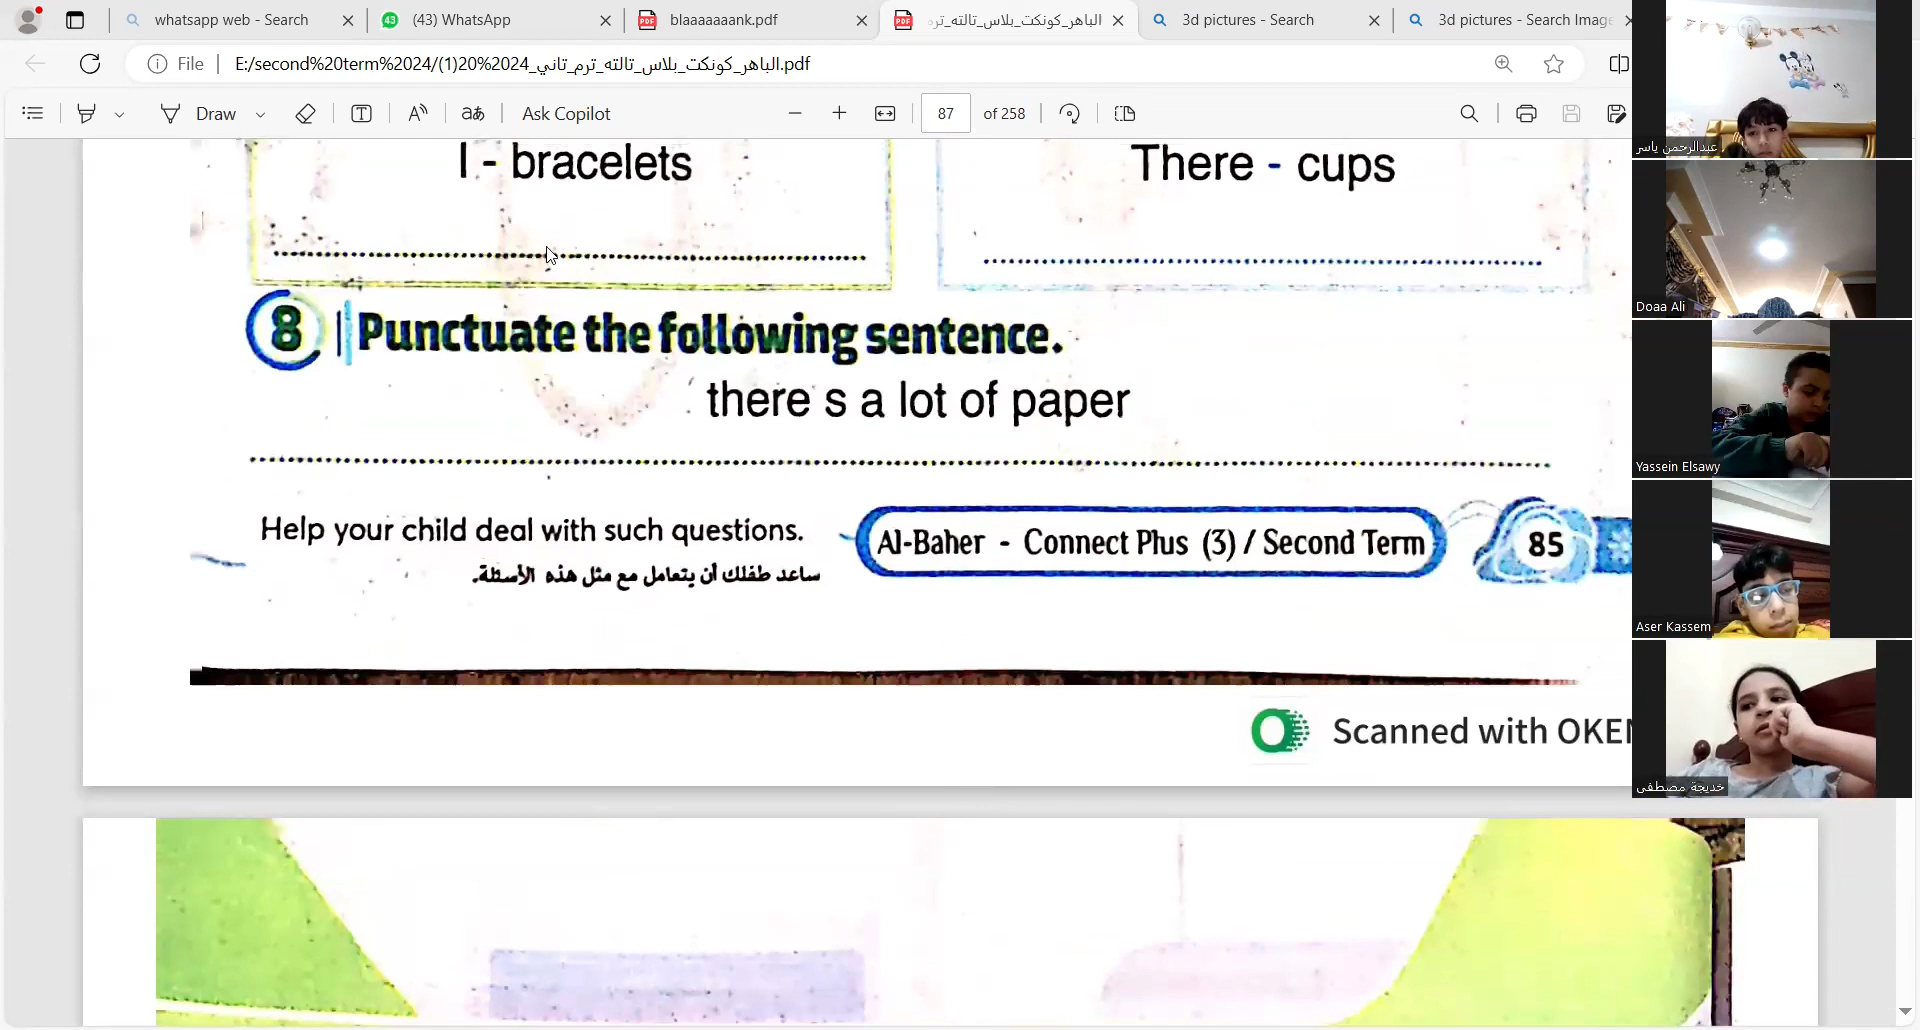 whatsapp web - Search
(43) WhatsApp
blaaaaaaank.pdf
الباهر_كونكت_بلاس_تالته_تر
3d pictures - Search
3d pictures - Search Image
File
E:/second%20term%2024/(1)20%2024_الباهر_كونكت_بلاس_تالته_ترم_تاني.pdf
Draw
Ask Copilot
87
of 258
I - bracelets
There - cups
8
Punctuate the following sentence.
there s a lot of paper
Help your child deal with such questions.
ساعد طفلك أن يتعامل مع مثل هذه الأسئلة.
Al-Baher - Connect Plus (3) / Second Term
85
Scanned with OKEN
عبدالرحمن ياسر
Doaa Ali
Yassein Elsawy
Aser Kassem
خديجة مصطفى